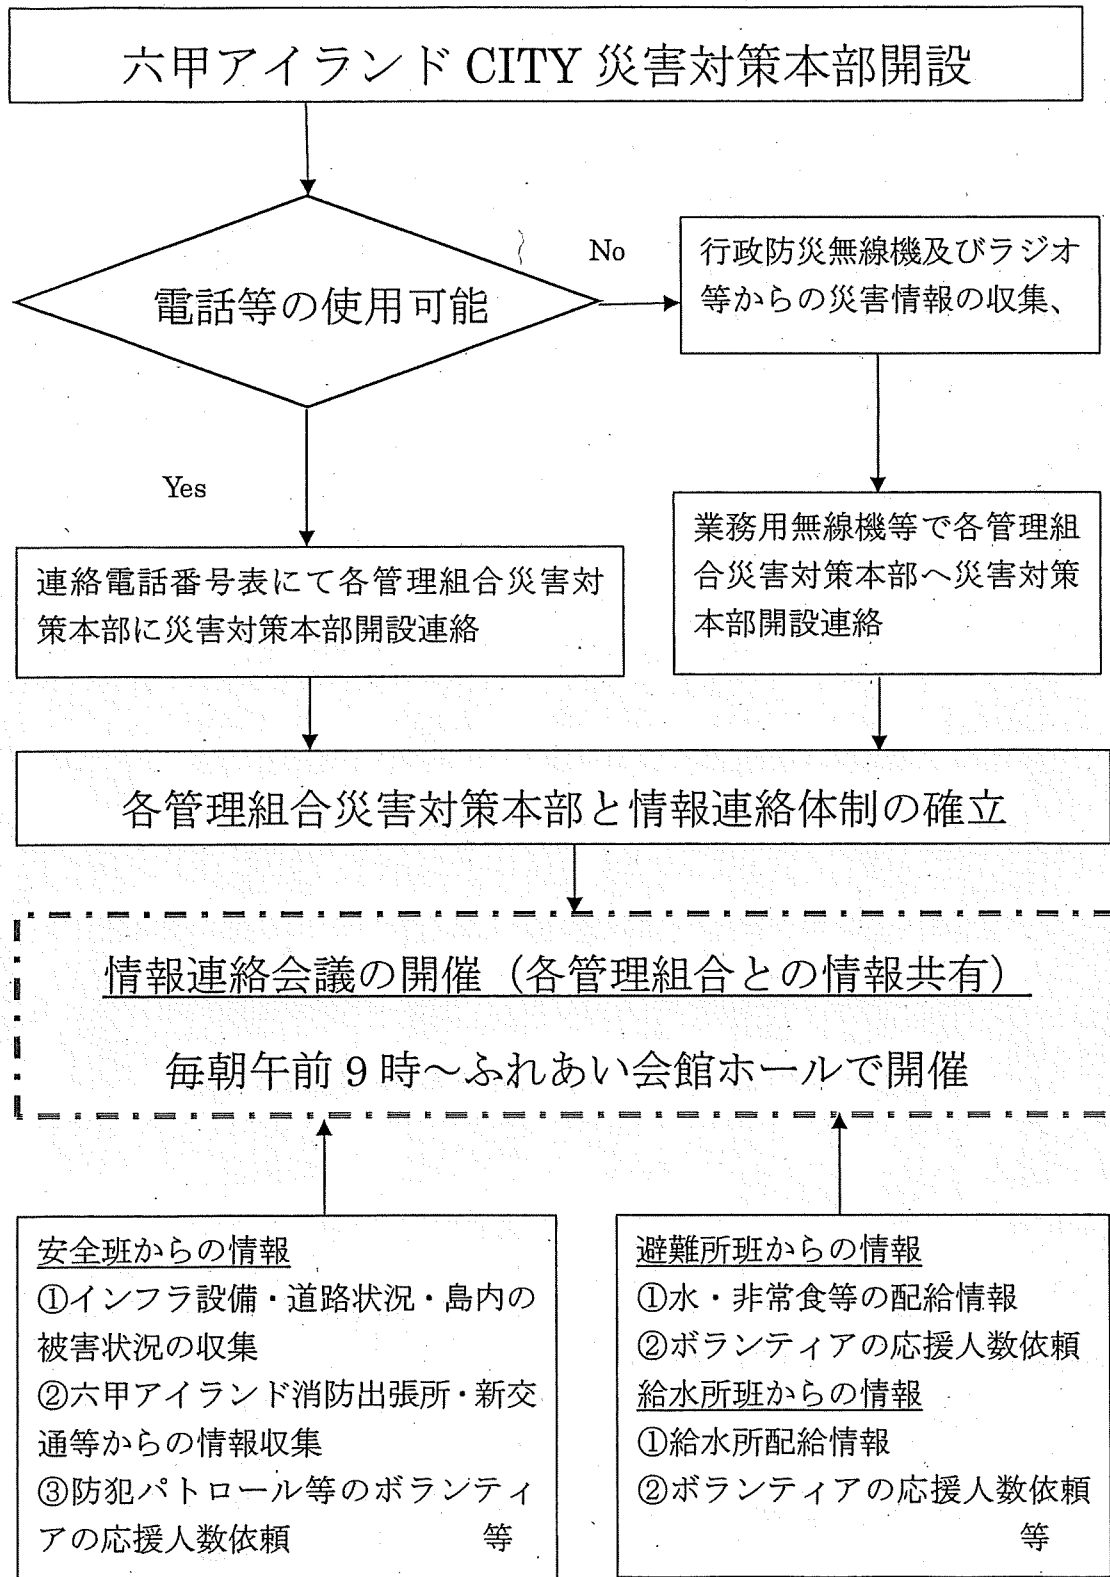 六甲アイランド CITY 災害対策本部開設
電話等の使用可能
No
行政防災無線機及びラジオ
等からの災害情報の収集、
Yes
連絡電話番号表にて各管理組合災害対
策本部に災害対策本部開設連絡
業務用無線機等で各管理組
合災害対策本部へ災害対策
本部開設連絡
各管理組合災害対策本部と情報連絡体制の確立
情報連絡会議の開催（各管理組合との情報共有）
毎朝午前 9 時～ふれあい会館ホールで開催
安全班からの情報
①インフラ設備・道路状況・島内の
被害状況の収集
②六甲アイランド消防出張所・新交
通等からの情報収集
③防犯パトロール等のボランティ
アの応援人数依頼 等
避難所班からの情報
①水・非常食等の配給情報
②ボランティアの応援人数依頼
給水所班からの情報
①給水所配給情報
②ボランティアの応援人数依頼
等